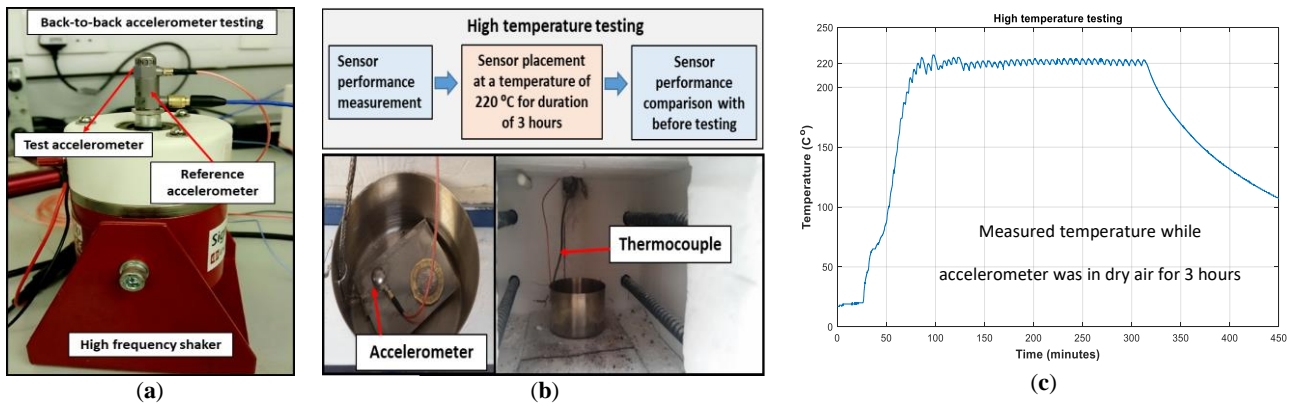 Back-to-back accelerometer testing
Test accelerometer
Reference
accelerometer
High frequency shaker
(a)
High temperature testing
Sensor
performance
measurement
Sensor placement
at a temperature of
220 ⁰C for duration
of 3 hours
Sensor
performance
comparison with
before testing
Thermocouple
Accelerometer
(b)
High temperature testing
Temperature (C°)
250
220
200
150
100
50
0
Measured temperature while
accelerometer was in dry air for 3 hours
0 50 100 150 200 250 300 350 400 450
Time (minutes)
(c)